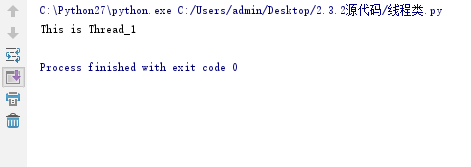 C:\Python27\python.exe C:/Users/admin/Desktop/2.3.2源代码/线程类.py
This is Thread_1
Process finished with exit code 0